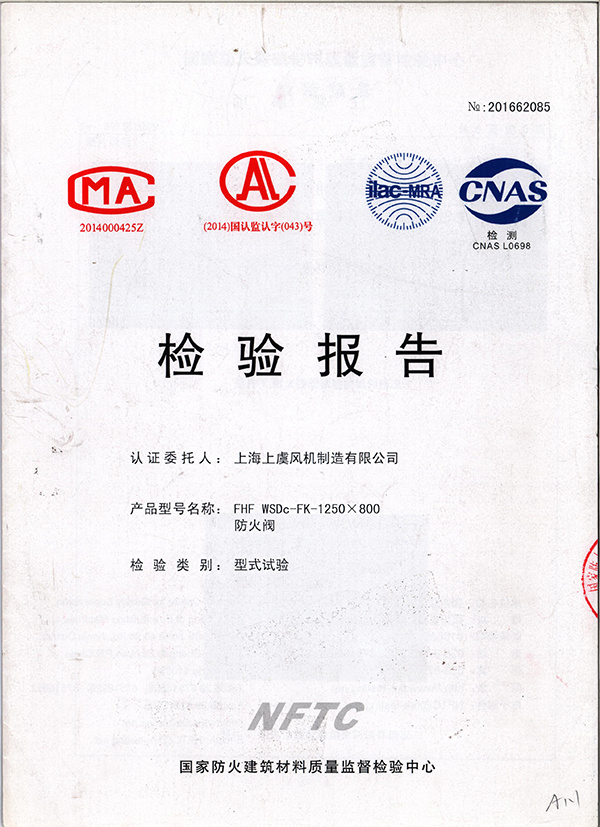 №:201662085
CMA
2014000425Z
CAL
(2014)国认监认字(043)号
ilac-MRA
CNAS
检 测
CNAS L0698
检 验 报 告
认证委托人: 上海上虞风机制造有限公司
产品型号名称: FHF WSDc-FK-1250×800
防火阀
检 验 类 别: 型式试验
NFTC
国家防火建筑材料质量监督检验中心